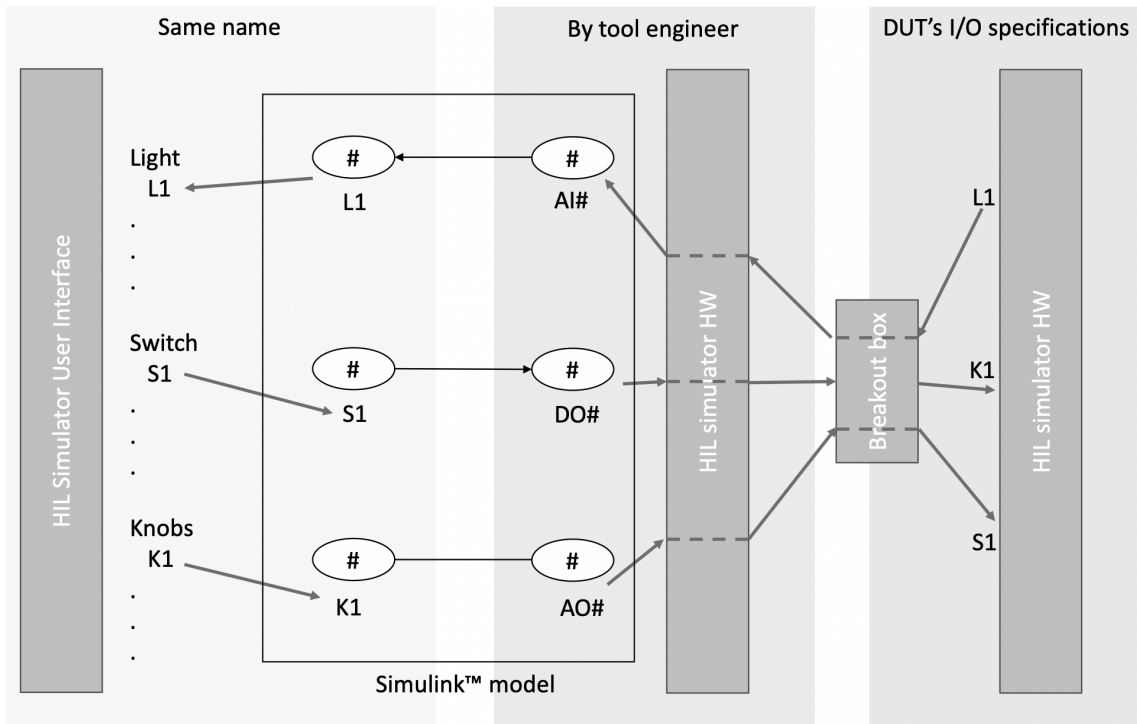 Same name
By tool engineer
DUT's I/O specifications
HIL Simulator User Interface
Light
L1
.
.
.
Switch
S1
.
.
.
Knobs
K1
.
.
.
#
L1
#
AI#
#
S1
#
DO#
#
K1
#
AO#
Simulink™ model
HIL simulator HW
Breakout box
L1
K1
S1
HIL simulator HW